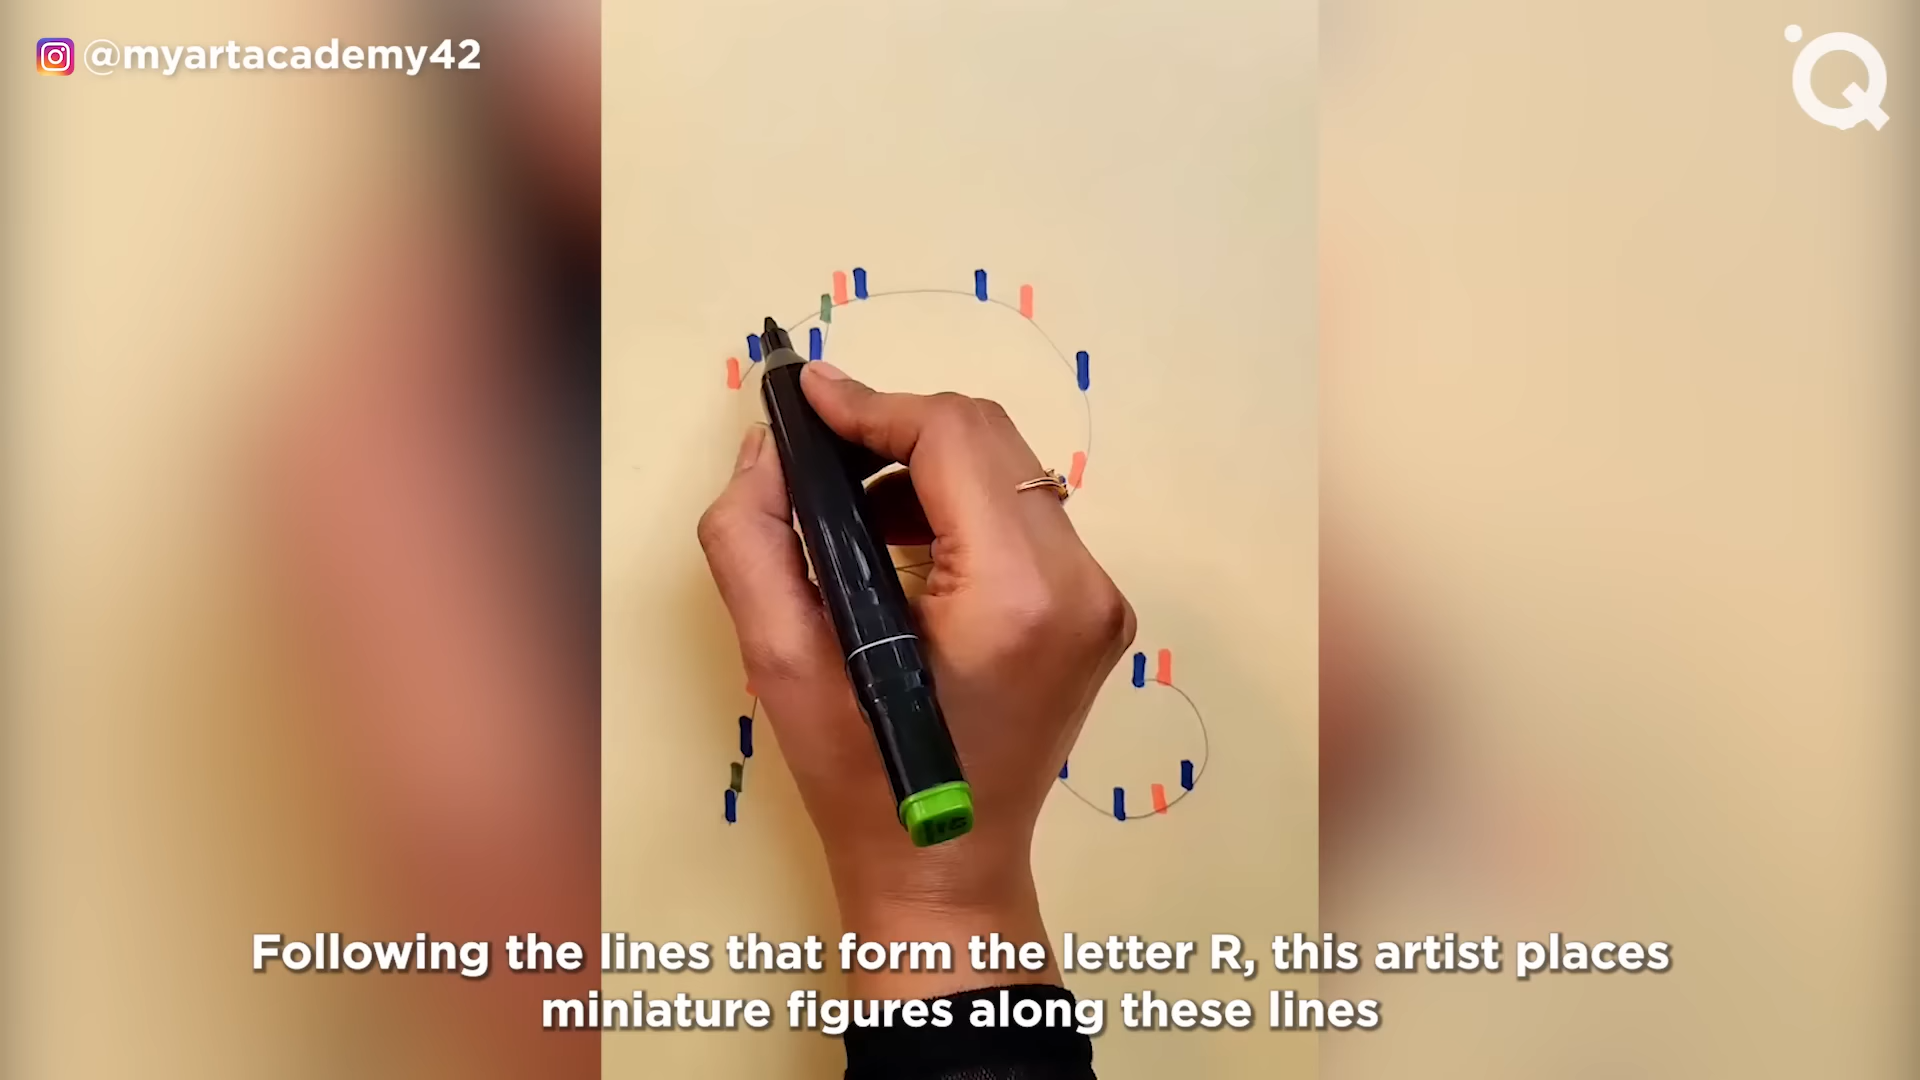 @myartacademy42
Following the lines that form the letter R, this artist places
miniature figures along these lines